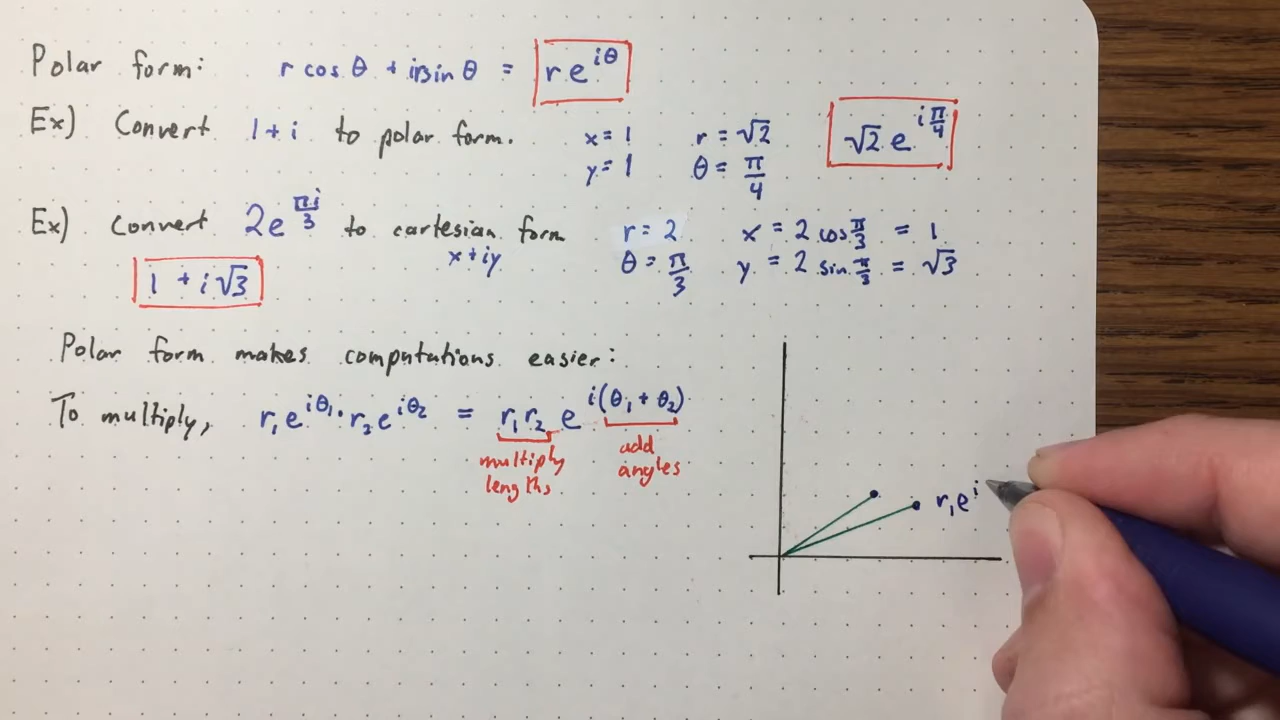 Polar form: r cos θ + ir sin θ = re^{iθ}
Ex) Convert 1+i to polar form. x=1 r=√2 √2 e^{i π/4}
y=1 θ= π/4
Ex) Convert 2e^{πi/3} to cartesian form r=2 x = 2 cos π/3 = 1
x+iy θ= π/3 y = 2 sin π/3 = √3
1 + i√3
Polar form makes computations easier:
To multiply, r₁e^{iθ₁}·r₂e^{iθ₂} = r₁r₂ e^{i(θ₁+θ₂)}
multiply lengths
add angles
r₁e^{i